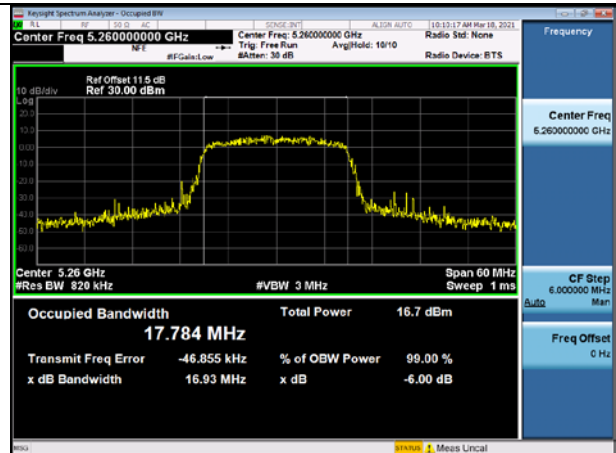 Keysight Spectrum Analyzer - Occupied BW
RL RF 50 Ω AC SENSE:INT ALIGN AUTO 10:10:17 AM Mar 18, 2021
Center Freq 5.260000000 GHz
NFE
#IFGain:Low
Center Freq: 5.260000000 GHz
Trig: Free Run Avg|Hold: 10/10
#Atten: 30 dB
Radio Std: None
Radio Device: BTS
Frequency
10 dB/div
Ref Offset 11.5 dB
Ref 30.00 dBm
Log
20.0
10.0
0.00
10.0
20.0
30.0
40.0
50.0
60.0
Center 5.26 GHz Span 60 MHz
#Res BW 820 kHz #VBW 3 MHz Sweep 1 ms
Occupied Bandwidth Total Power 16.7 dBm
17.784 MHz
Transmit Freq Error -46.855 kHz % of OBW Power 99.00 %
x dB Bandwidth 16.93 MHz x dB -6.00 dB
Center Freq
5.260000000 GHz
CF Step
6.000000 MHz
Auto Man
Freq Offset
0 Hz
MSG STATUS Meas Uncal